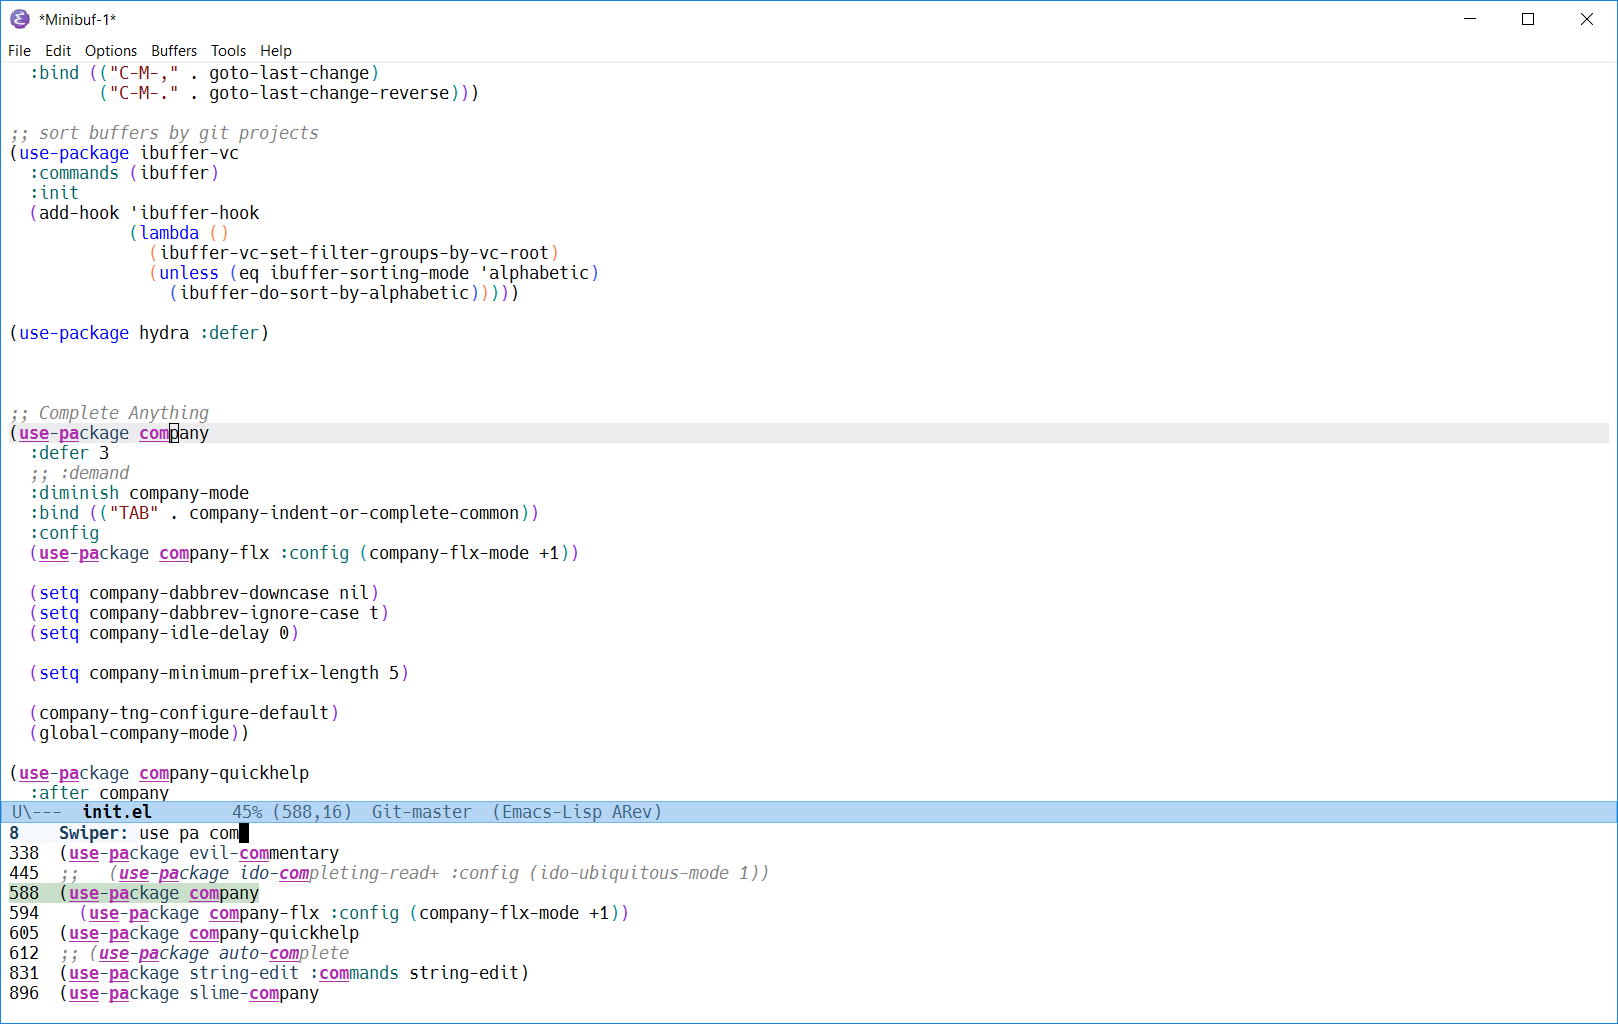 *Minibuf-1*
File Edit Options Buffers Tools Help
  :bind (("C-M-," . goto-last-change)
         ("C-M-." . goto-last-change-reverse)))
;; sort buffers by git projects
(use-package ibuffer-vc
  :commands (ibuffer)
  :init
  (add-hook 'ibuffer-hook
            (lambda ()
              (ibuffer-vc-set-filter-groups-by-vc-root)
              (unless (eq ibuffer-sorting-mode 'alphabetic)
                (ibuffer-do-sort-by-alphabetic)))))
(use-package hydra :defer)
;; Complete Anything
(use-package company
  :defer 3
  ;; :demand
  :diminish company-mode
  :bind (("TAB" . company-indent-or-complete-common))
  :config
  (use-package company-flx :config (company-flx-mode +1))
  (setq company-dabbrev-downcase nil)
  (setq company-dabbrev-ignore-case t)
  (setq company-idle-delay 0)
  (setq company-minimum-prefix-length 5)
  (company-tng-configure-default)
  (global-company-mode))
(use-package company-quickhelp
  :after company
U\---  init.el        45% (588,16)  Git-master  (Emacs-Lisp ARev)
8    Swiper: use pa com
338  (use-package evil-commentary
445  ;;   (use-package ido-completing-read+ :config (ido-ubiquitous-mode 1))
588  (use-package company
594    (use-package company-flx :config (company-flx-mode +1))
605  (use-package company-quickhelp
612  ;; (use-package auto-complete
831  (use-package string-edit :commands string-edit)
896  (use-package slime-company